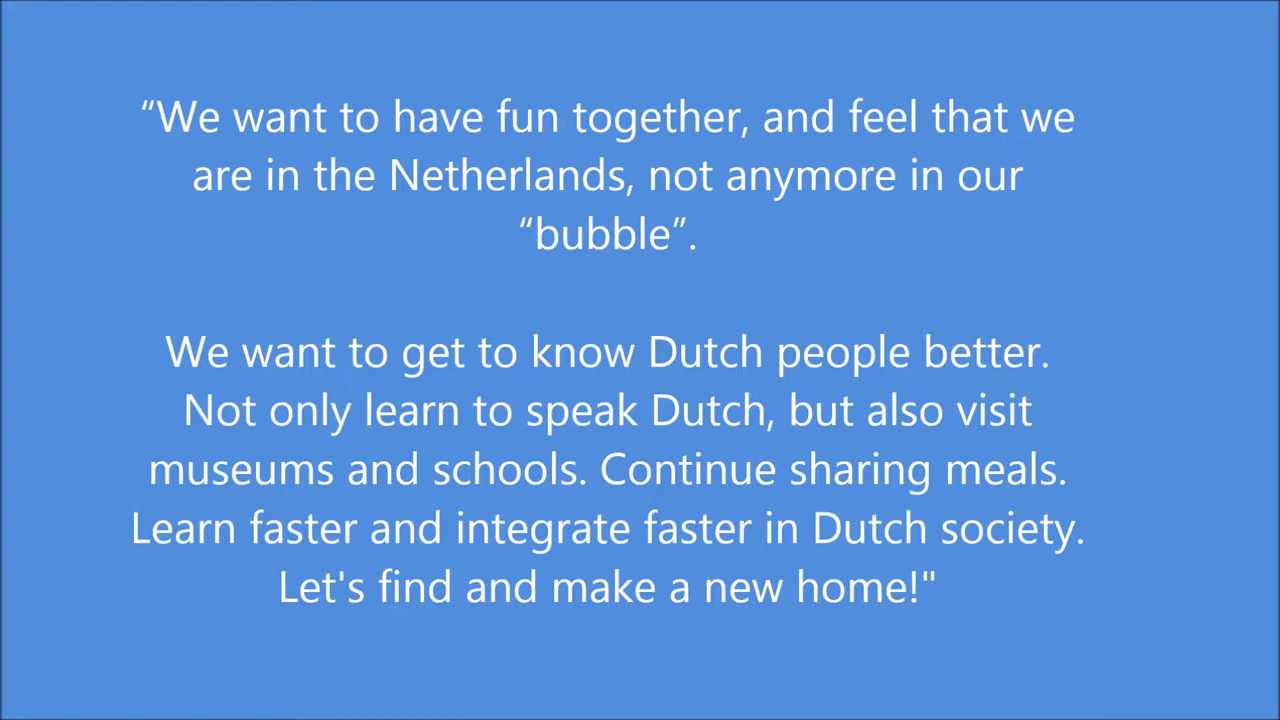 “We want to have fun together, and feel that we
are in the Netherlands, not anymore in our
“bubble”.
We want to get to know Dutch people better.
Not only learn to speak Dutch, but also visit
museums and schools. Continue sharing meals.
Learn faster and integrate faster in Dutch society.
Let's find and make a new home!"